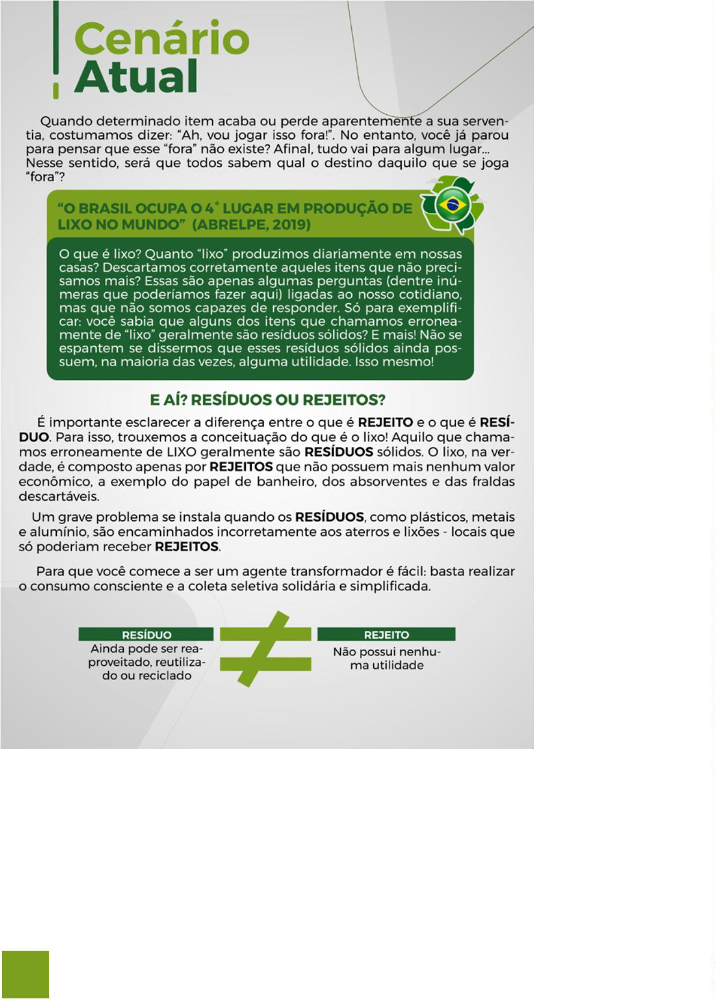 Cenário
Atual
Quando determinado item acaba ou perde aparentemente a sua serven-
tia, costumamos dizer: “Ah, vou jogar isso fora!”. No entanto, você já parou
para pensar que esse “fora” não existe? Afinal, tudo vai para algum lugar...
Nesse sentido, será que todos sabem qual o destino daquilo que se joga
“fora”?
“O BRASIL OCUPA O 4° LUGAR EM PRODUÇÃO DE
LIXO NO MUNDO” (ABRELPE, 2019)
O que é lixo? Quanto “lixo” produzimos diariamente em nossas
casas? Descartamos corretamente aqueles itens que não preci-
samos mais? Essas são apenas algumas perguntas (dentre inú-
meras que poderíamos fazer aqui) ligadas ao nosso cotidiano,
mas que não somos capazes de responder. Só para exemplifi-
car: você sabia que alguns dos itens que chamamos erronea-
mente de “lixo” geralmente são resíduos sólidos? E mais! Não se
espantem se dissermos que esses resíduos sólidos ainda pos-
suem, na maioria das vezes, alguma utilidade. Isso mesmo!
E AÍ? RESÍDUOS OU REJEITOS?
É importante esclarecer a diferença entre o que é REJEITO e o que é RESÍ-
DUO. Para isso, trouxemos a conceituação do que é o lixo! Aquilo que chama-
mos erroneamente de LIXO geralmente são RESÍDUOS sólidos. O lixo, na ver-
dade, é composto apenas por REJEITOS que não possuem mais nenhum valor
econômico, a exemplo do papel de banheiro, dos absorventes e das fraldas
descartáveis.
Um grave problema se instala quando os RESÍDUOS, como plásticos, metais
e alumínio, são encaminhados incorretamente aos aterros e lixões - locais que
só poderiam receber REJEITOS.
Para que você comece a ser um agente transformador é fácil: basta realizar
o consumo consciente e a coleta seletiva solidária e simplificada.
RESÍDUO
Ainda pode ser rea-
proveitado, reutiliza-
do ou reciclado
≠
REJEITO
Não possui nenhu-
ma utilidade